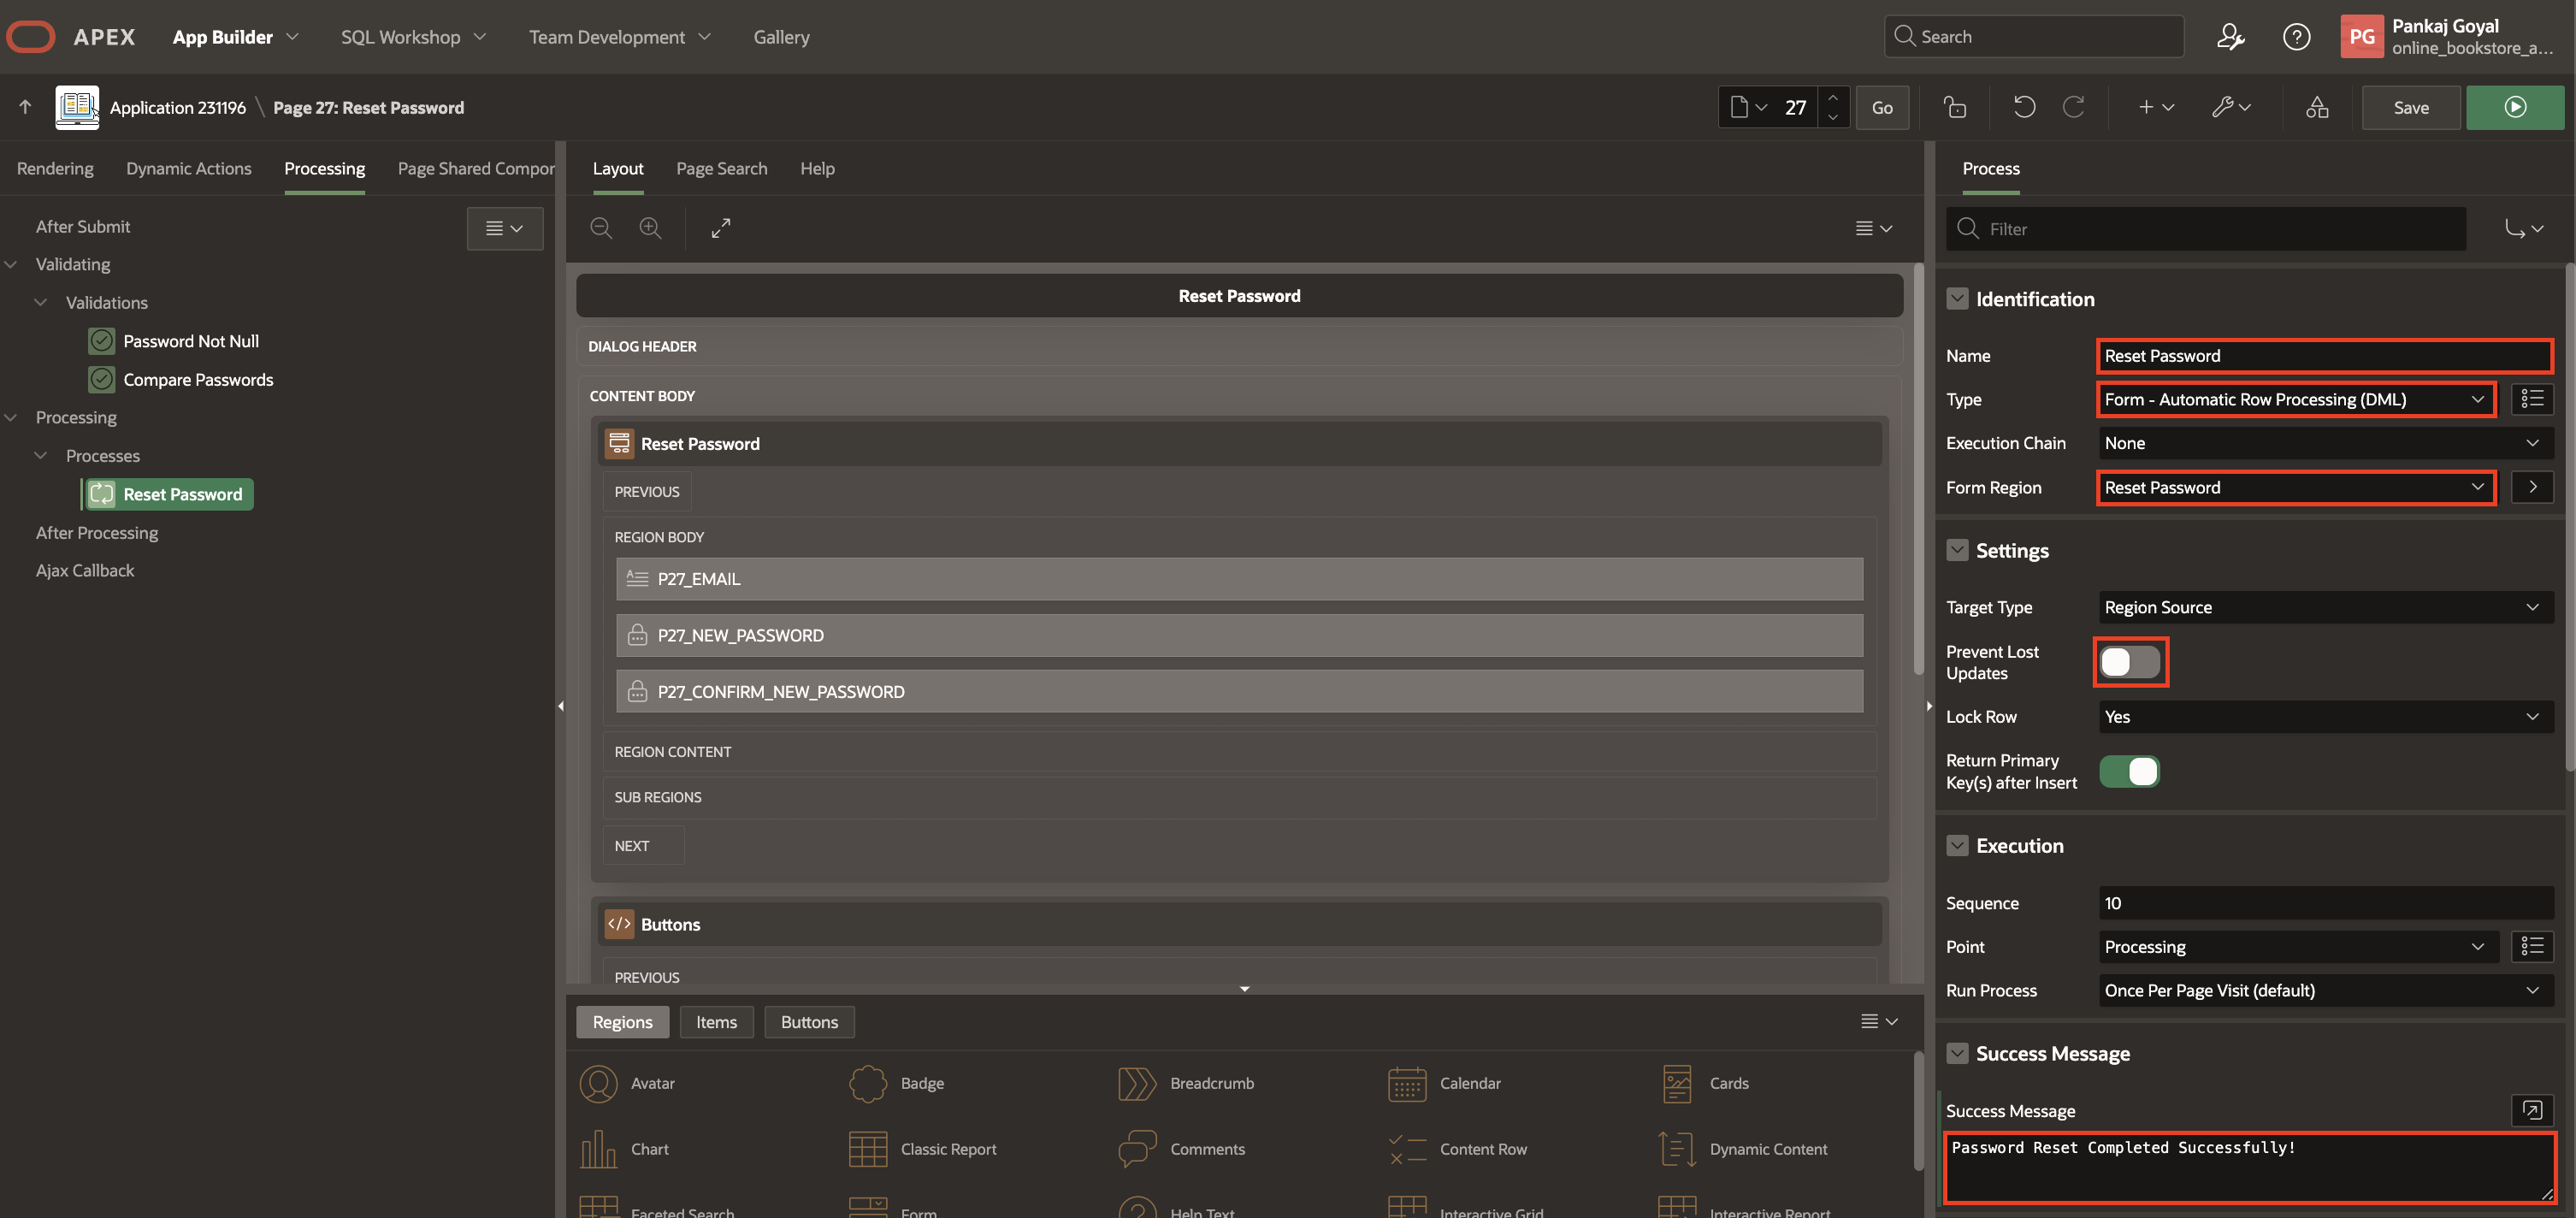 APEX App Builder SQL Workshop Team Development Gallery Search PG Pankaj Goyal
online_bookstore_a...
Application 231196 \ Page 27: Reset Password 27 Go Save
Rendering Dynamic Actions Processing Page Shared Compor
Layout Page Search Help
Process
After Submit
Validating
Validations
Password Not Null
Compare Passwords
Processing
Processes
Reset Password
After Processing
Ajax Callback
Reset Password
DIALOG HEADER
CONTENT BODY
Reset Password
PREVIOUS
REGION BODY
P27_EMAIL
P27_NEW_PASSWORD
P27_CONFIRM_NEW_PASSWORD
REGION CONTENT
SUB REGIONS
NEXT
Buttons
PREVIOUS
Regions Items Buttons
Avatar Badge Breadcrumb Calendar Cards
Chart Classic Report Comments Content Row Dynamic Content
Faceted Search Form Help Text Interactive Grid Interactive Report
Filter
Identification
Name Reset Password
Type Form - Automatic Row Processing (DML)
Execution Chain None
Form Region Reset Password
Settings
Target Type Region Source
Prevent Lost
Updates
Lock Row Yes
Return Primary
Key(s) after Insert
Execution
Sequence 10
Point Processing
Run Process Once Per Page Visit (default)
Success Message
Success Message
Password Reset Completed Successfully!